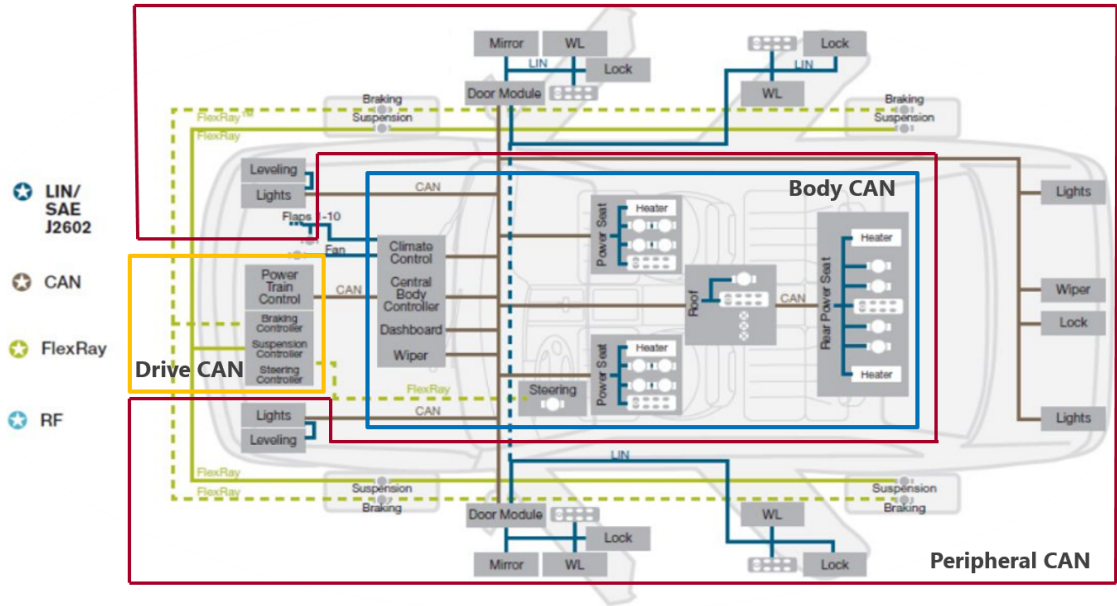 Mirror
WL
Lock
LIN
Lock
LIN
Door Module
WL
Braking
Suspension
FlexRay™
FlexRay
Braking
Suspension
Leveling
Lights
CAN
Body CAN
LIN/
SAE
J2602
CAN
FlexRay
RF
Flaps 1-10
Fan
Climate
Control
Central
Body
Controller
Dashboard
Wiper
Power
Train
Control
CAN
Braking
Controller
Suspension
Controller
Steering
Controller
Drive CAN
FlexRay
Power Seat
Heater
Roof
CAN
Rear Power Seat
Heater
Heater
Lights
Wiper
Lock
Lights
Power Seat
Heater
Steering
Lights
Leveling
CAN
FlexRay
FlexRay
Suspension
Braking
LIN
Suspension
Braking
Door Module
Lock
Mirror
WL
WL
Lock
Peripheral CAN